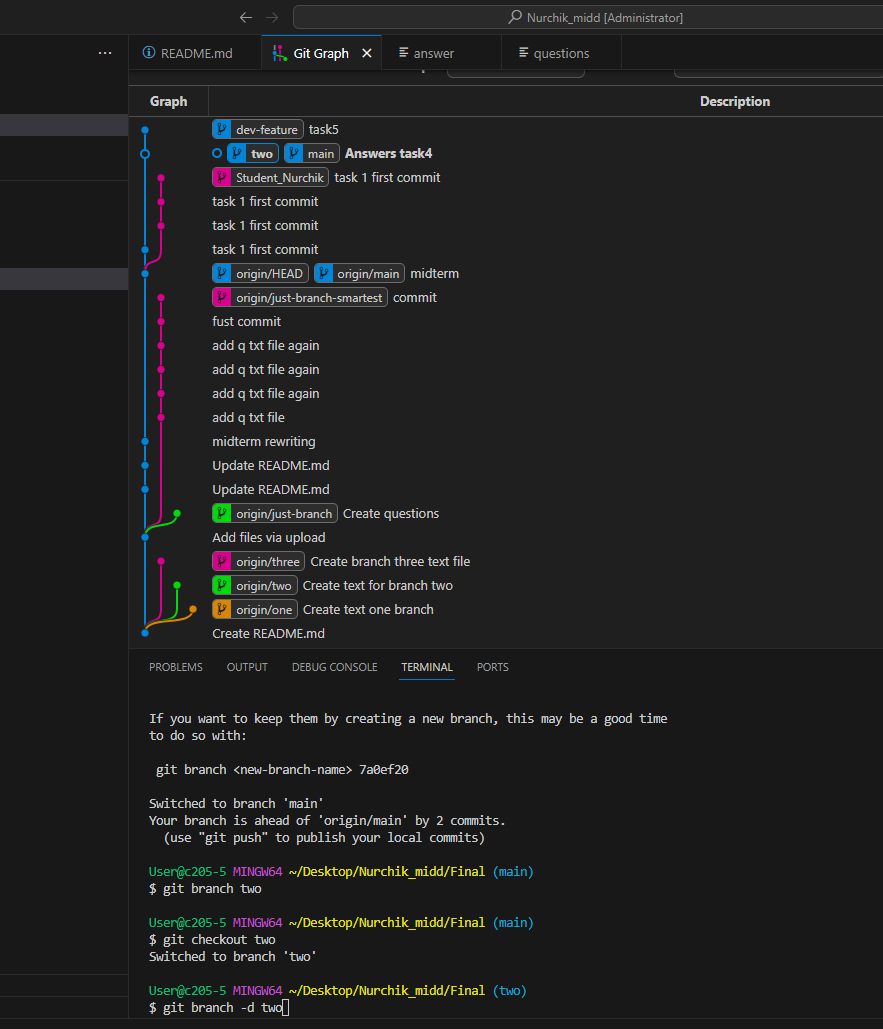 Nurchik_midd [Administrator]
README.md
Git Graph
answer
questions
Graph
Description
dev-feature task5
two main Answers task4
Student_Nurchik task 1 first commit
task 1 first commit
task 1 first commit
task 1 first commit
origin/HEAD origin/main midterm
origin/just-branch-smartest commit
fust commit
add q txt file again
add q txt file again
add q txt file again
add q txt file
midterm rewriting
Update README.md
Update README.md
origin/just-branch Create questions
Add files via upload
origin/three Create branch three text file
origin/two Create text for branch two
origin/one Create text one branch
Create README.md
PROBLEMS OUTPUT DEBUG CONSOLE TERMINAL PORTS
If you want to keep them by creating a new branch, this may be a good time
to do so with:
git branch <new-branch-name> 7a0ef20
Switched to branch 'main'
Your branch is ahead of 'origin/main' by 2 commits.
(use "git push" to publish your local commits)
User@c205-5 MINGW64 ~/Desktop/Nurchik_midd/Final (main)
$ git branch two
User@c205-5 MINGW64 ~/Desktop/Nurchik_midd/Final (main)
$ git checkout two
Switched to branch 'two'
User@c205-5 MINGW64 ~/Desktop/Nurchik_midd/Final (two)
$ git branch -d two